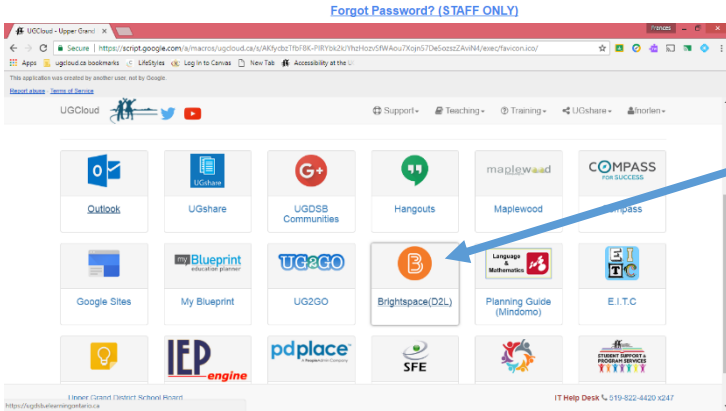 Forgot Password? (STAFF ONLY)
UGCloud - Upper Grand
Frances
Secure | https://script.google.com/a/macros/ugcloud.ca/s/
Apps ugcloud.ca bookmarks LifeStyles Log In to Canvas New Tab Accessibility at the U
This application was created by another user, not by Google.
Report abuse Terms of Service
UGCloud Support Teaching Training UGshare fnorten
UGshare G+ maplewood COMPASS
FOR SUCCESS
Outlook UGshare UGDSB Communities Hangouts Maplewood Compass
my Blueprint UG2GO B Language & Mathematics E I T C
education planner
Google Sites My Blueprint UG2GO Brightspace(D2L) Planning Guide (Mindomo) E.I.T.C
IEP engine pdplace SFE STUDENT SUPPORT & PROGRAM SERVICES
Upper Grand District School Board IT Help Desk 519-822-4420 x247
https://ugdsb.elearningontario.ca